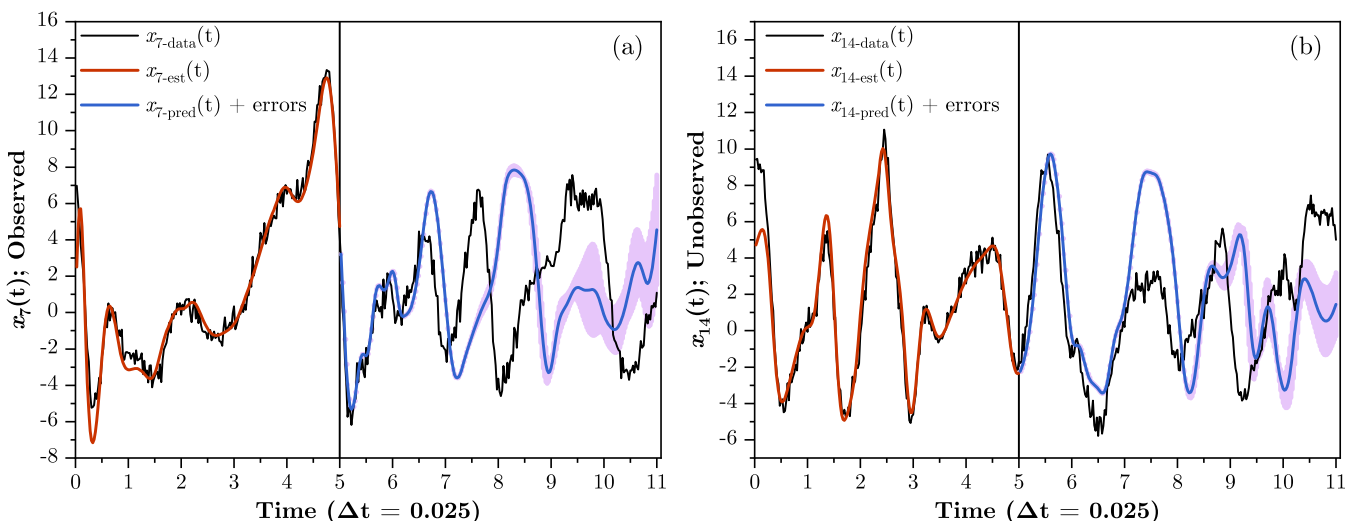 x7-data(t)
x7-est(t)
x7-pred(t) + errors
(a)
x7(t); Observed
16
14
12
10
8
6
4
2
0
-2
-4
-6
-8
0 1 2 3 4 5 6 7 8 9 10 11
Time (Δt = 0.025)
x14-data(t)
x14-est(t)
x14-pred(t) + errors
(b)
x14(t); Unobserved
16
14
12
10
8
6
4
2
0
-2
-4
-6
0 1 2 3 4 5 6 7 8 9 10 11
Time (Δt = 0.025)